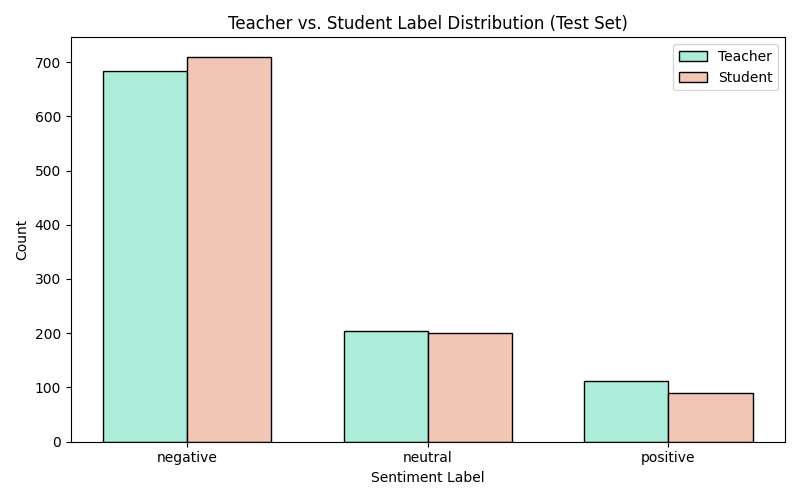 Teacher vs. Student Label Distribution (Test Set)
Teacher
Student
700
600
500
400
300
200
100
0
Count
negative
neutral
positive
Sentiment Label